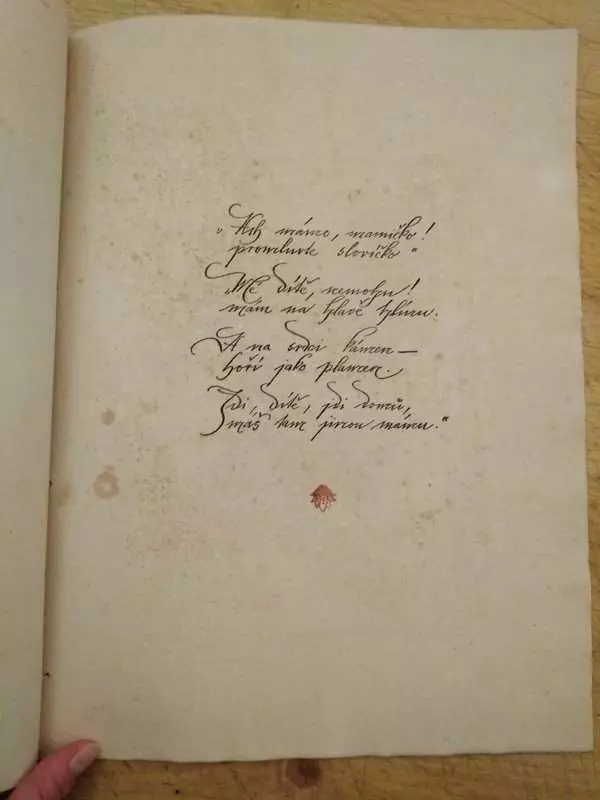 „Ach mámo, mamičko!
promluvte slovíčko“
„Mé dítě, nemohu!
mám na hlavě hlínu.
A na srdci kámen —
hoří jako plamen.
Jdi, dítě, jdi domů,
máš tam jinou mámu.“